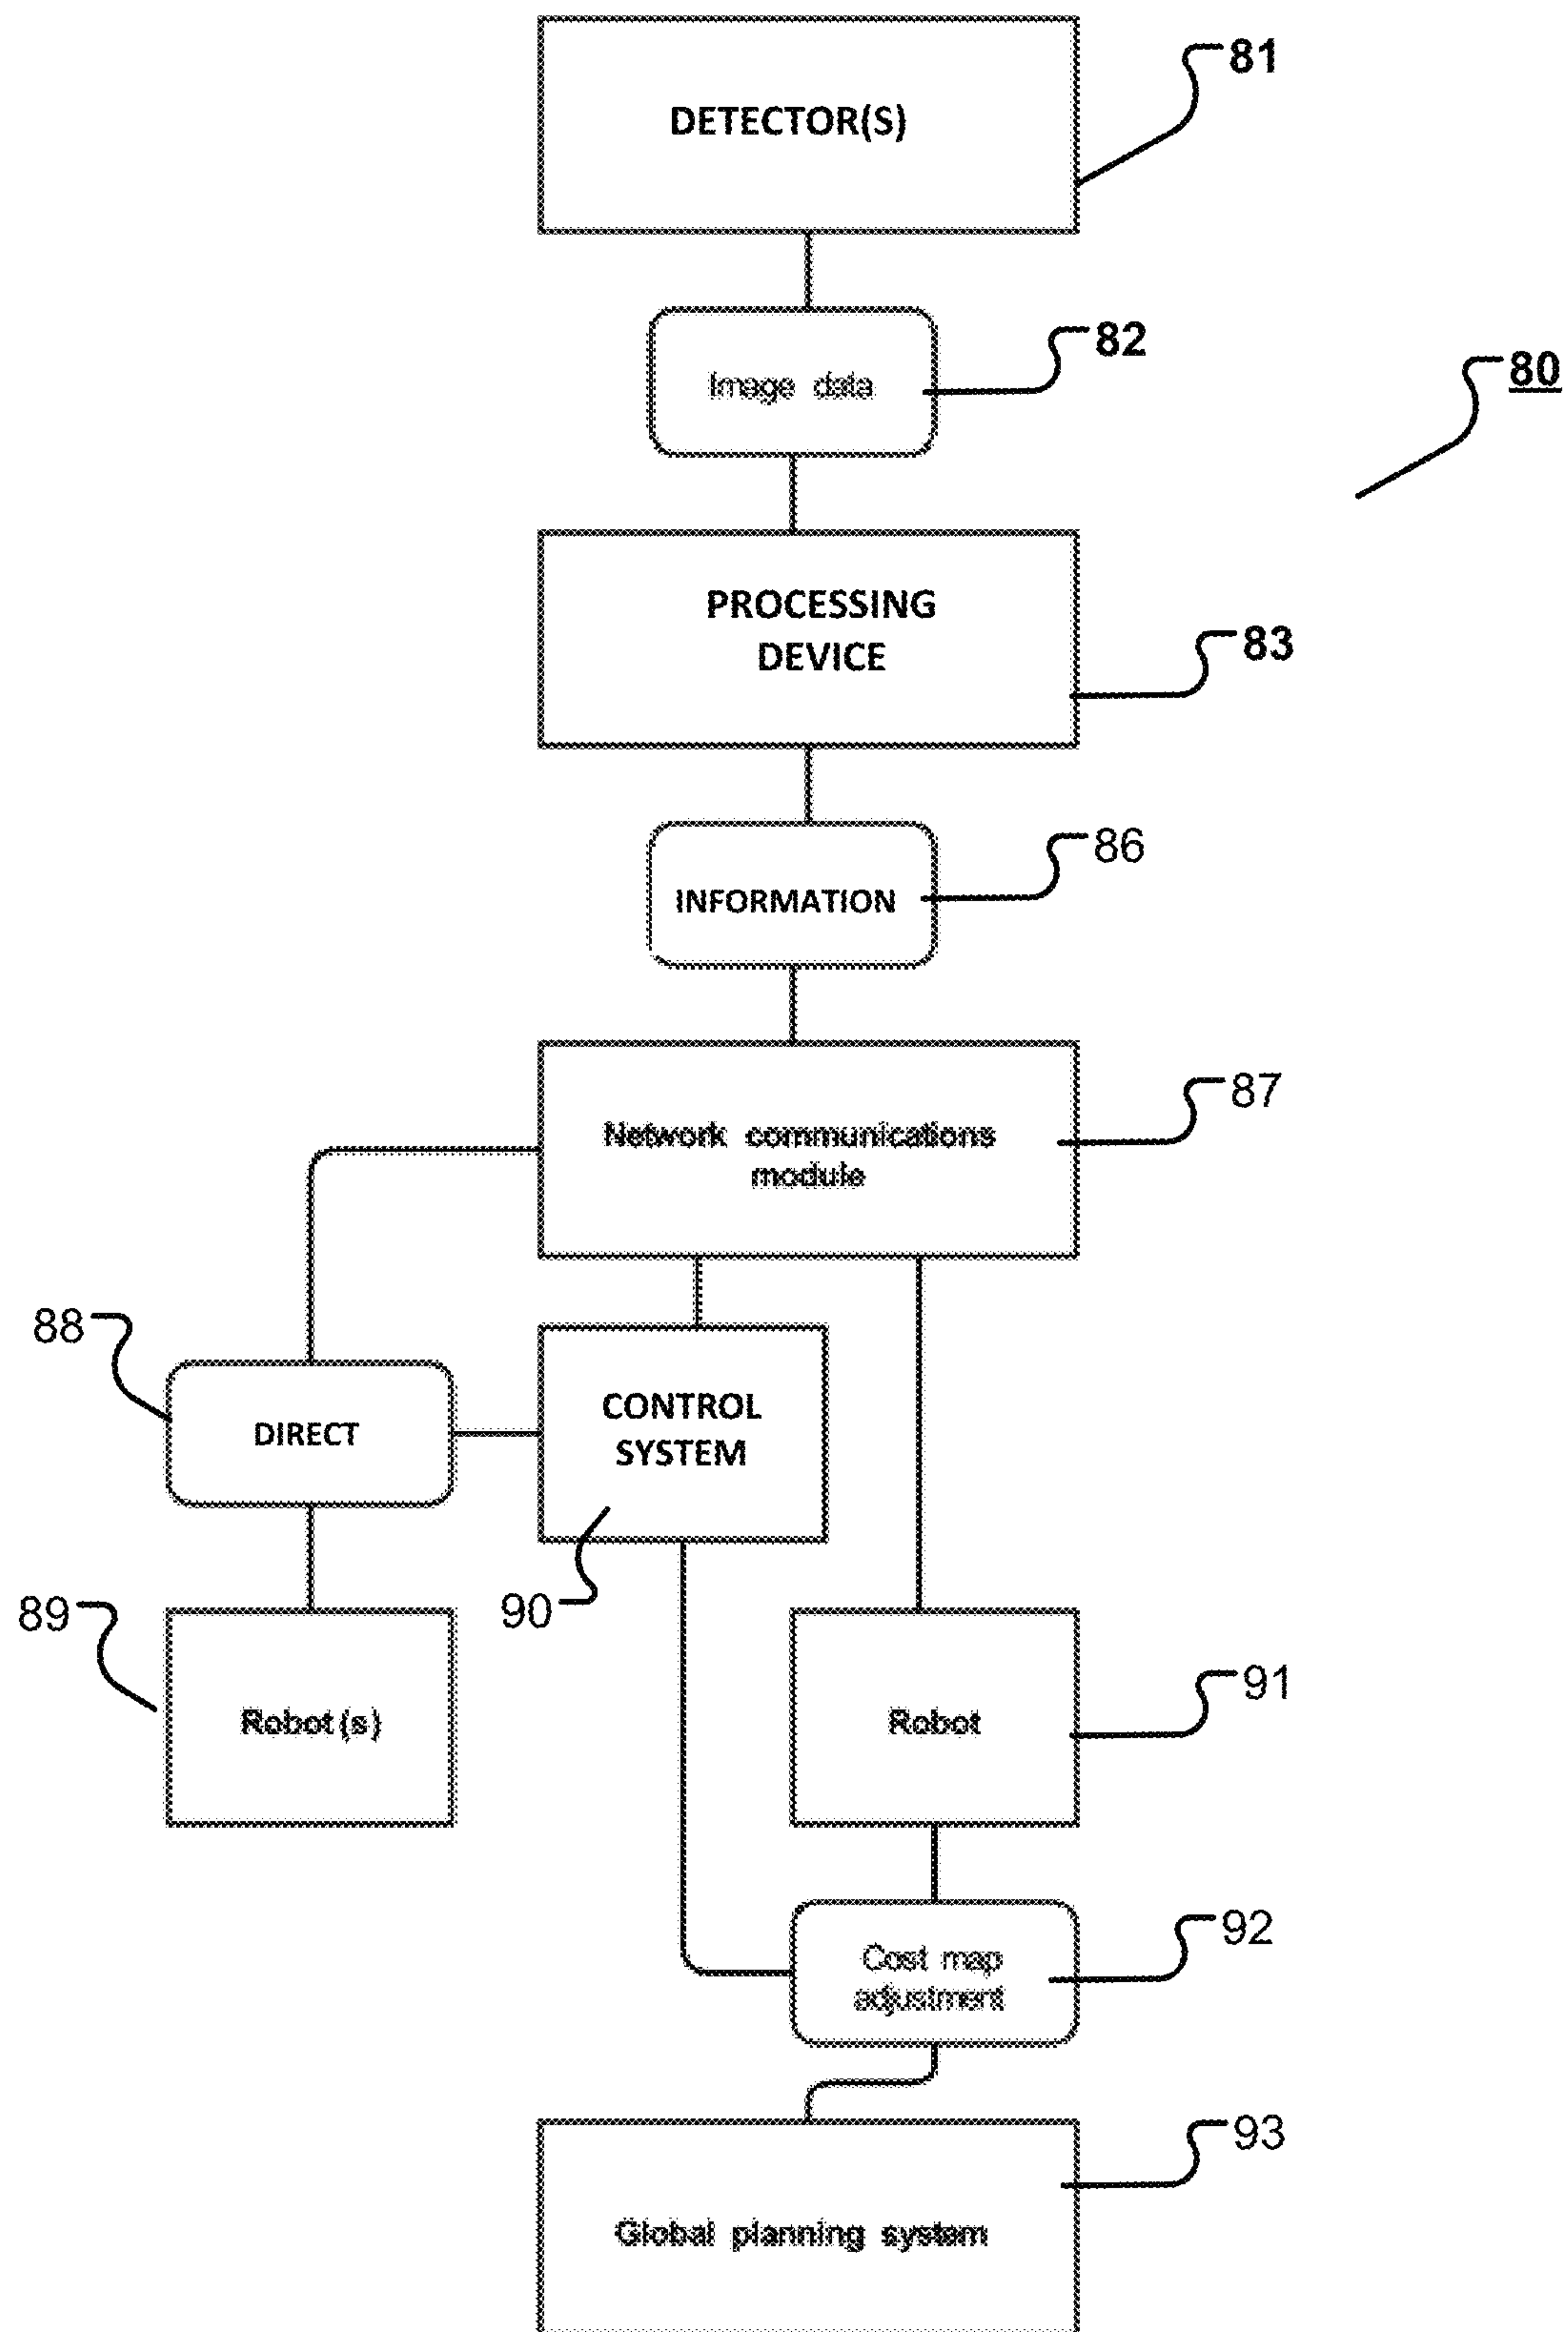 DETECTOR(S)
81
Image data
82
80
PROCESSING
DEVICE
83
INFORMATION
86
Network communications
module
87
88
DIRECT
CONTROL
SYSTEM
90
89
Robot(s)
Robot
91
Cost map
adjustment
92
Global planning system
93